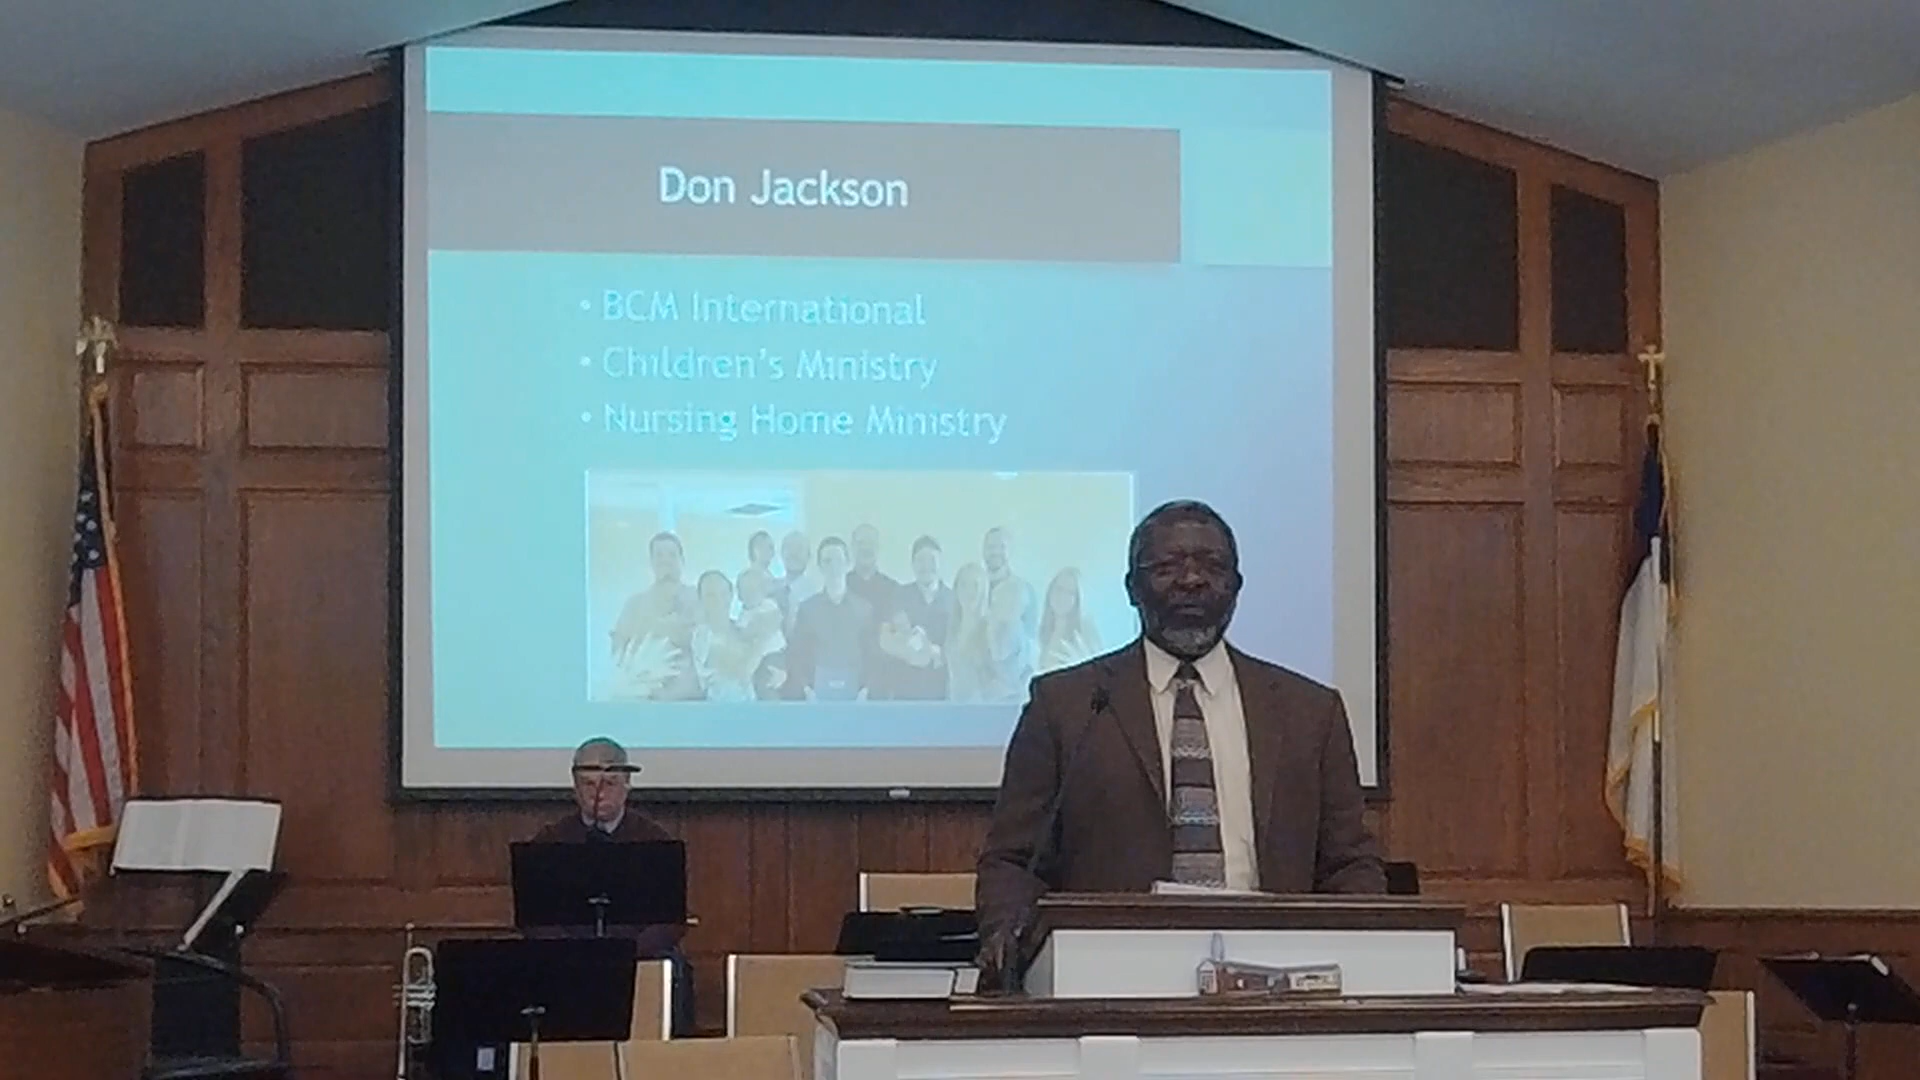 Don Jackson
• BCM International
• Children's Ministry
• Nursing Home Ministry